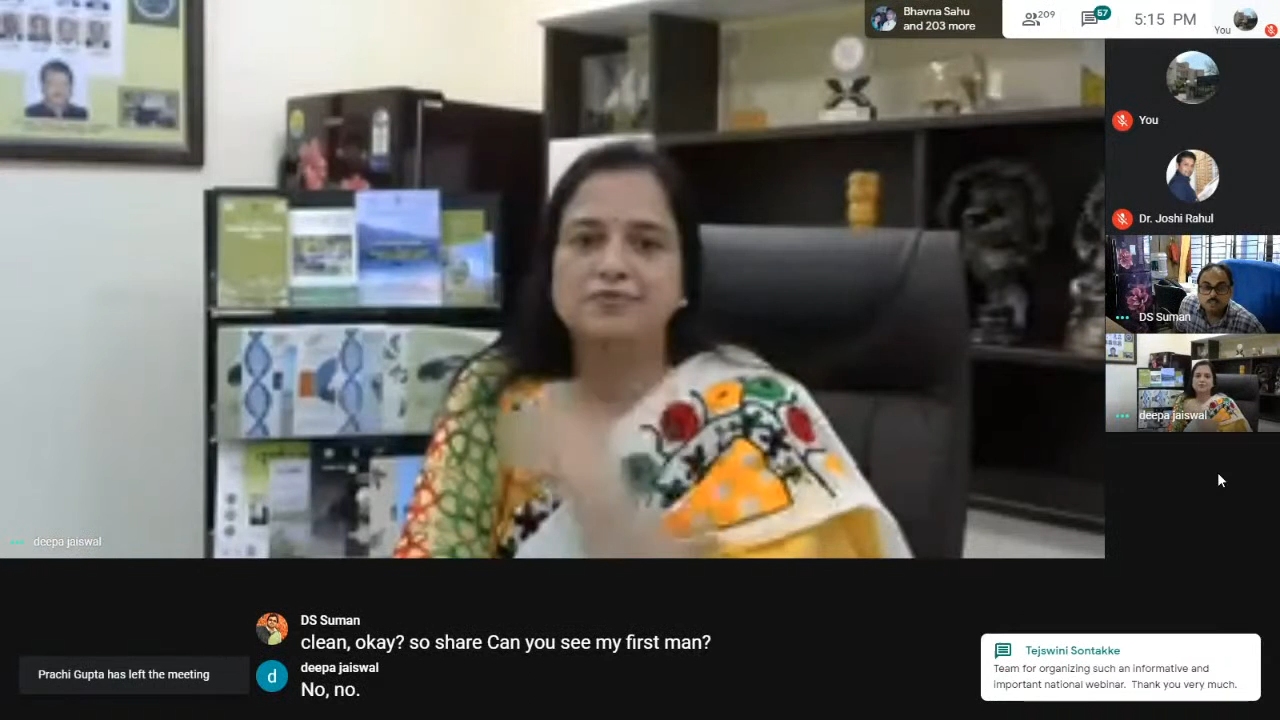 Bhavna Sahu
and 203 more
209
57
5:15 PM
You
You
Dr. Joshi Rahul
DS Suman
deepa jaiswal
deepa jaiswal
DS Suman
clean, okay? so share Can you see my first man?
deepa jaiswal
d
No, no.
Prachi Gupta has left the meeting
Tejswini Sontakke
Team for organizing such an informative and
important national webinar. Thank you very much.